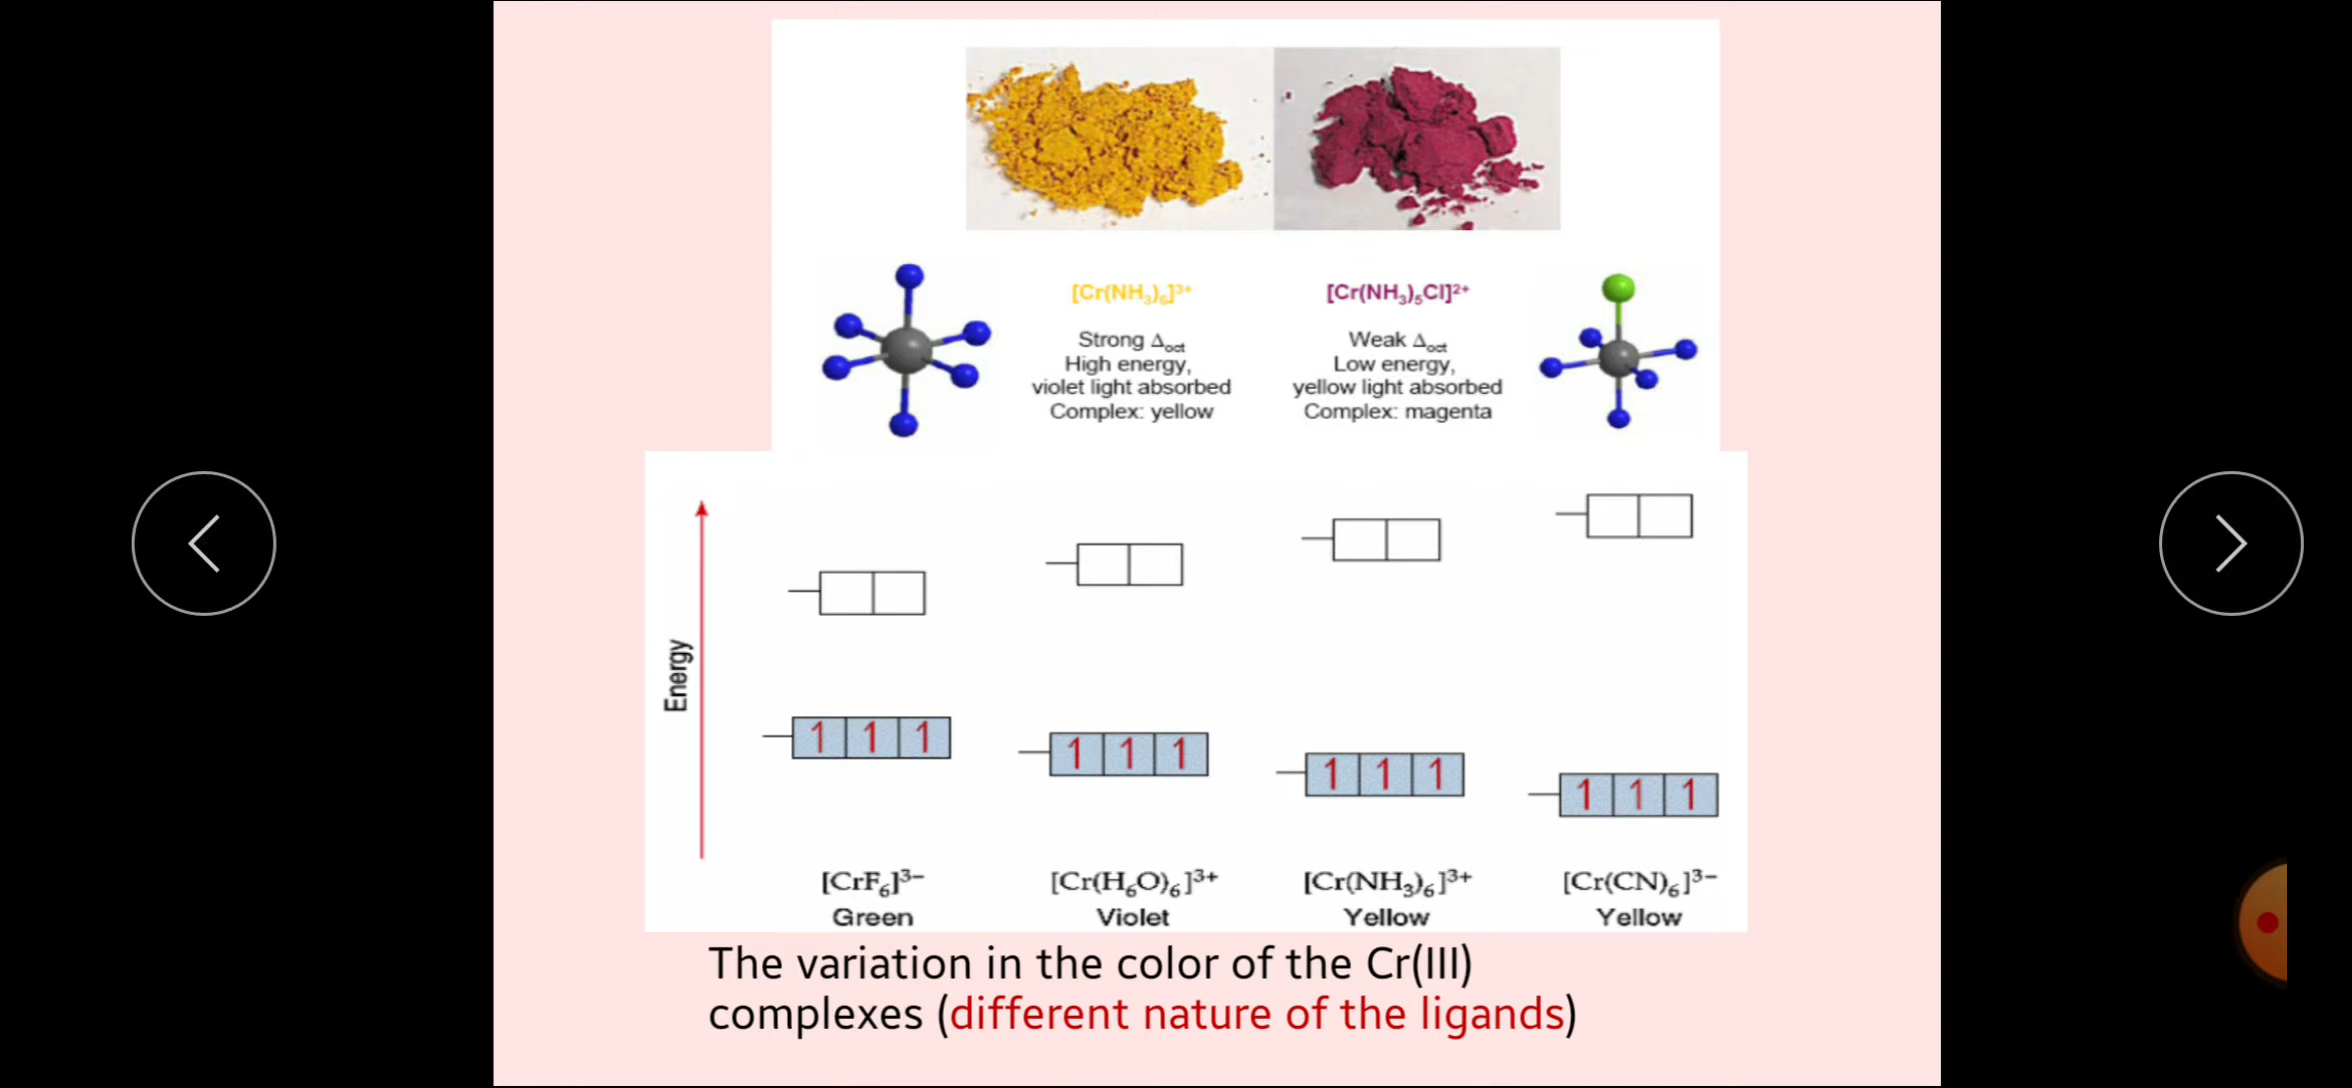 [Cr(NH₃)₆]³⁺
Strong Δoct
High energy,
violet light absorbed
Complex: yellow
[Cr(NH₃)₅Cl]²⁺
Weak Δoct
Low energy,
yellow light absorbed
Complex: magenta
Energy
1 1 1
1 1 1
1 1 1
1 1 1
[CrF₆]³⁻
Green
[Cr(H₆O)₆]³⁺
Violet
[Cr(NH₃)₆]³⁺
Yellow
[Cr(CN)₆]³⁻
Yellow
The variation in the color of the Cr(III)
complexes (different nature of the ligands)